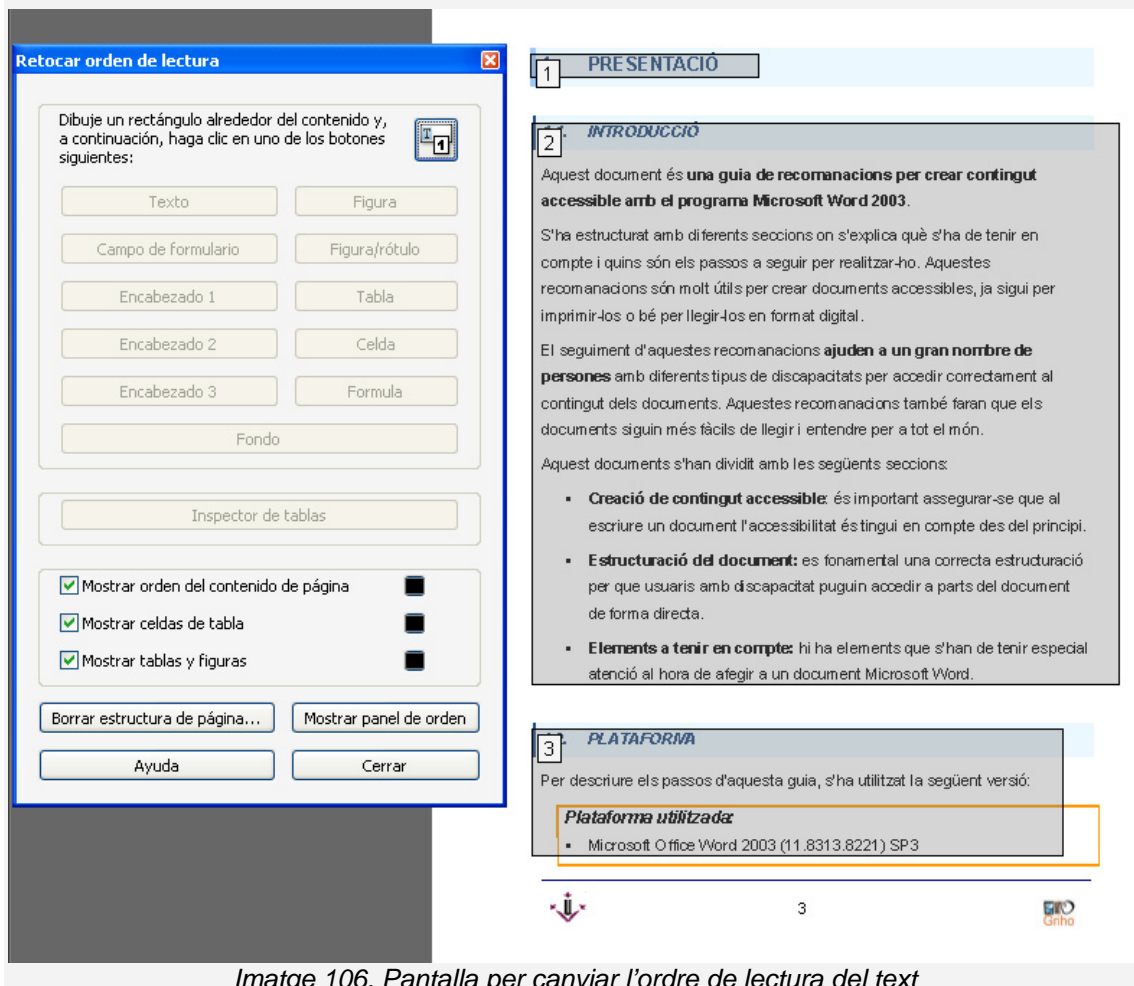 Retocar orden de lectura
Dibuje un rectángulo alrededor del contenido y,
a continuación, haga clic en uno de los botones
siguientes:
Texto
Figura
Campo de formulario
Figura/rótulo
Encabezado 1
Tabla
Encabezado 2
Celda
Encabezado 3
Formula
Fondo
Inspector de tablas
Mostrar orden del contenido de página
Mostrar celdas de tabla
Mostrar tablas y figuras
Borrar estructura de página...
Mostrar panel de orden
Ayuda
Cerrar
1 PRESENTACIÓ
2 INTRODUCCIÓ
Aquest document és una guia de recomanacions per crear contingut
accessible amb el programa Microsoft Word 2003.
S'ha estructurat amb diferents seccions on s'explica què s'ha de tenir en
compte i quins són els passos a seguir per realitzar-ho. Aquestes
recomanacions són molt útils per crear documents accessibles, ja sigui per
imprimir-los o bé per llegir-los en format digital.
El seguiment d'aquestes recomanacions ajuden a un gran nombre de
persones amb diferents tipus de discapacitats per accedir correctament al
contingut dels documents. Aquestes recomanacions també faran que els
documents siguin més fàcils de llegir i entendre per a tot el món.
Aquest documents s'han dividit amb les següents seccions:
▪ Creació de contingut accessible: és important assegurar-se que al
escriure un document l'accessibilitat és tingui en compte des del principi.
▪ Estructuració del document: es fonamental una correcta estructuració
per que usuaris amb discapacitat puguin accedir a parts del document
de forma directa.
▪ Elements a tenir en compte: hi ha elements que s'han de tenir especial
atenció al hora de afegir a un document Microsoft Word.
3 PLATAFORMA
Per descriure els passos d'aquesta guia, s'ha utilitzat la següent versió:
Plataforma utilitzada:
▪ Microsoft Office Word 2003 (11.8313.8221) SP3
3
Griho
Imatge 106. Pantalla per canviar l'ordre de lectura del text